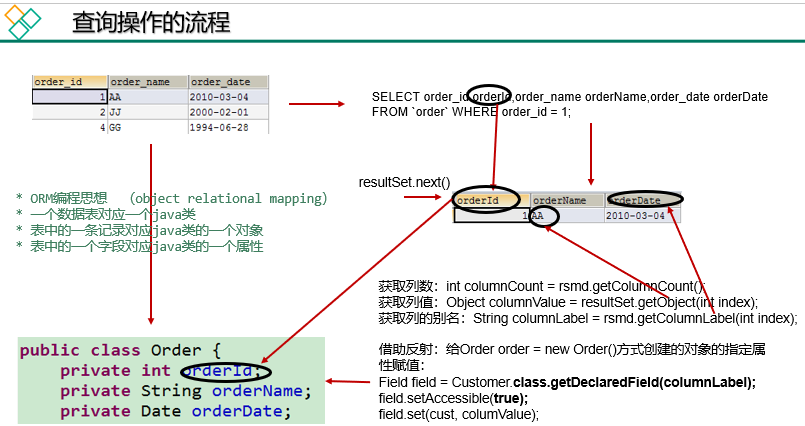 查询操作的流程
order_id order_name order_date
1 AA 2010-03-04
2 JJ 2000-02-01
4 GG 1994-06-28
SELECT order_id orderId,order_name orderName,order_date orderDate
FROM `order` WHERE order_id = 1;
resultSet.next()
orderId orderName orderDate
1 AA 2010-03-04
* ORM编程思想 （object relational mapping）
* 一个数据表对应一个java类
* 表中的一条记录对应java类的一个对象
* 表中的一个字段对应java类的一个属性
获取列数：int columnCount = rsmd.getColumnCount();
获取列值：Object columnValue = resultSet.getObject(int index);
获取列的别名：String columnLabel = rsmd.getColumnLabel(int index);
借助反射：给Order order = new Order()方式创建的对象的指定属
性赋值：
Field field = Customer.class.getDeclaredField(columnLabel);
field.setAccessible(true);
field.set(cust, columValue);
public class Order {
private int orderId;
private String orderName;
private Date orderDate;